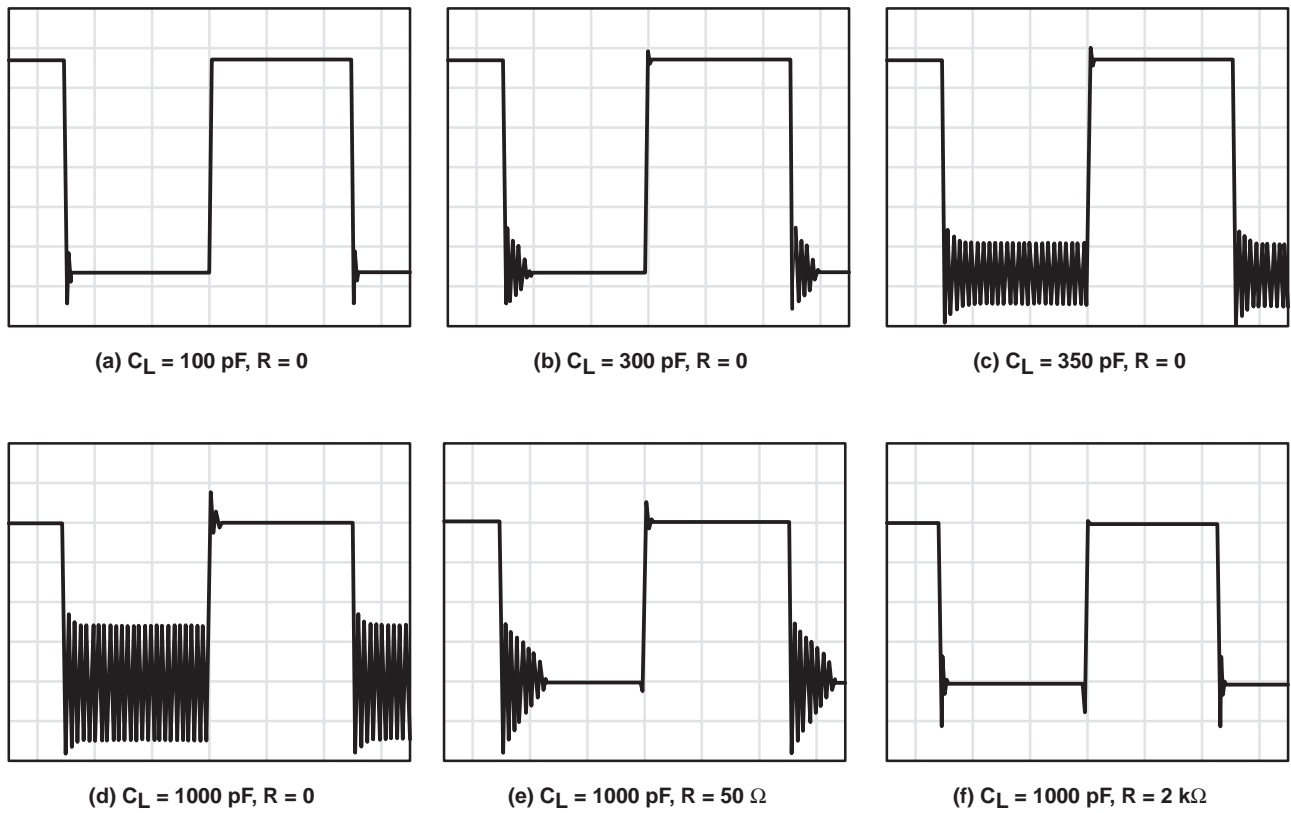 (a) CL = 100 pF, R = 0
(b) CL = 300 pF, R = 0
(c) CL = 350 pF, R = 0
(d) CL = 1000 pF, R = 0
(e) CL = 1000 pF, R = 50 Ω
(f) CL = 1000 pF, R = 2 kΩ